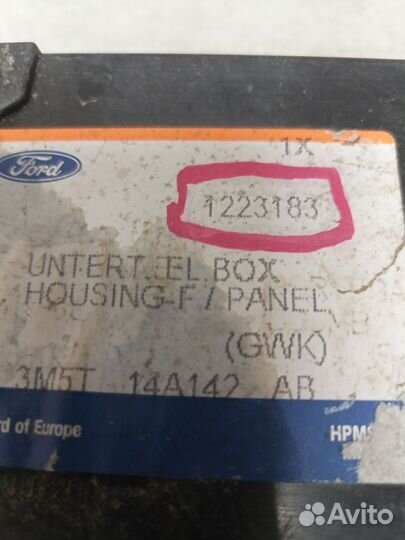 1X
Ford
1223183
UNTERT.EL.BOX
HOUSING-F/PANEL
(GWK)
3M5T 14A142 AB
rd of Europe
HPM
Avito